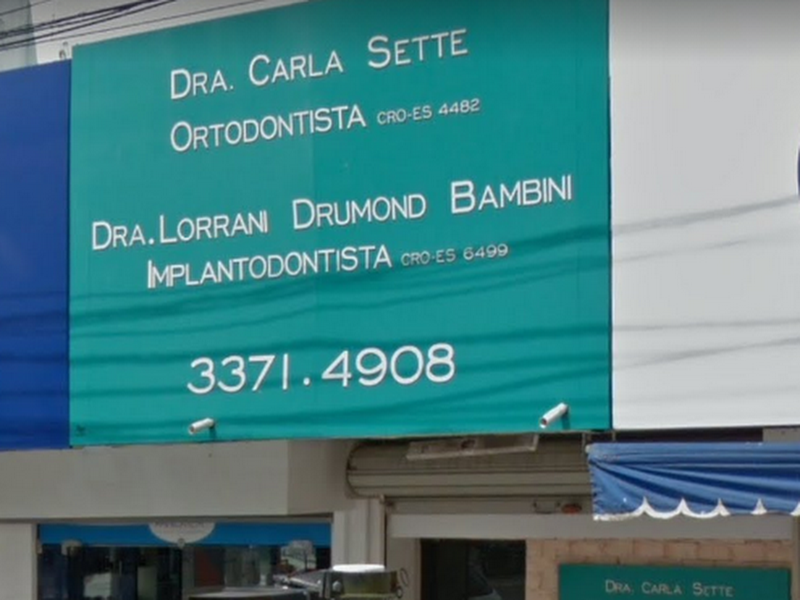 DRA. CARLA SETTE
ORTODONTISTA CRO-ES 4482
DRA. LORRANI DRUMOND BAMBINI
IMPLANTODONTISTA CRO-ES 6499
3371.4908
DRA. CARLA SETTE